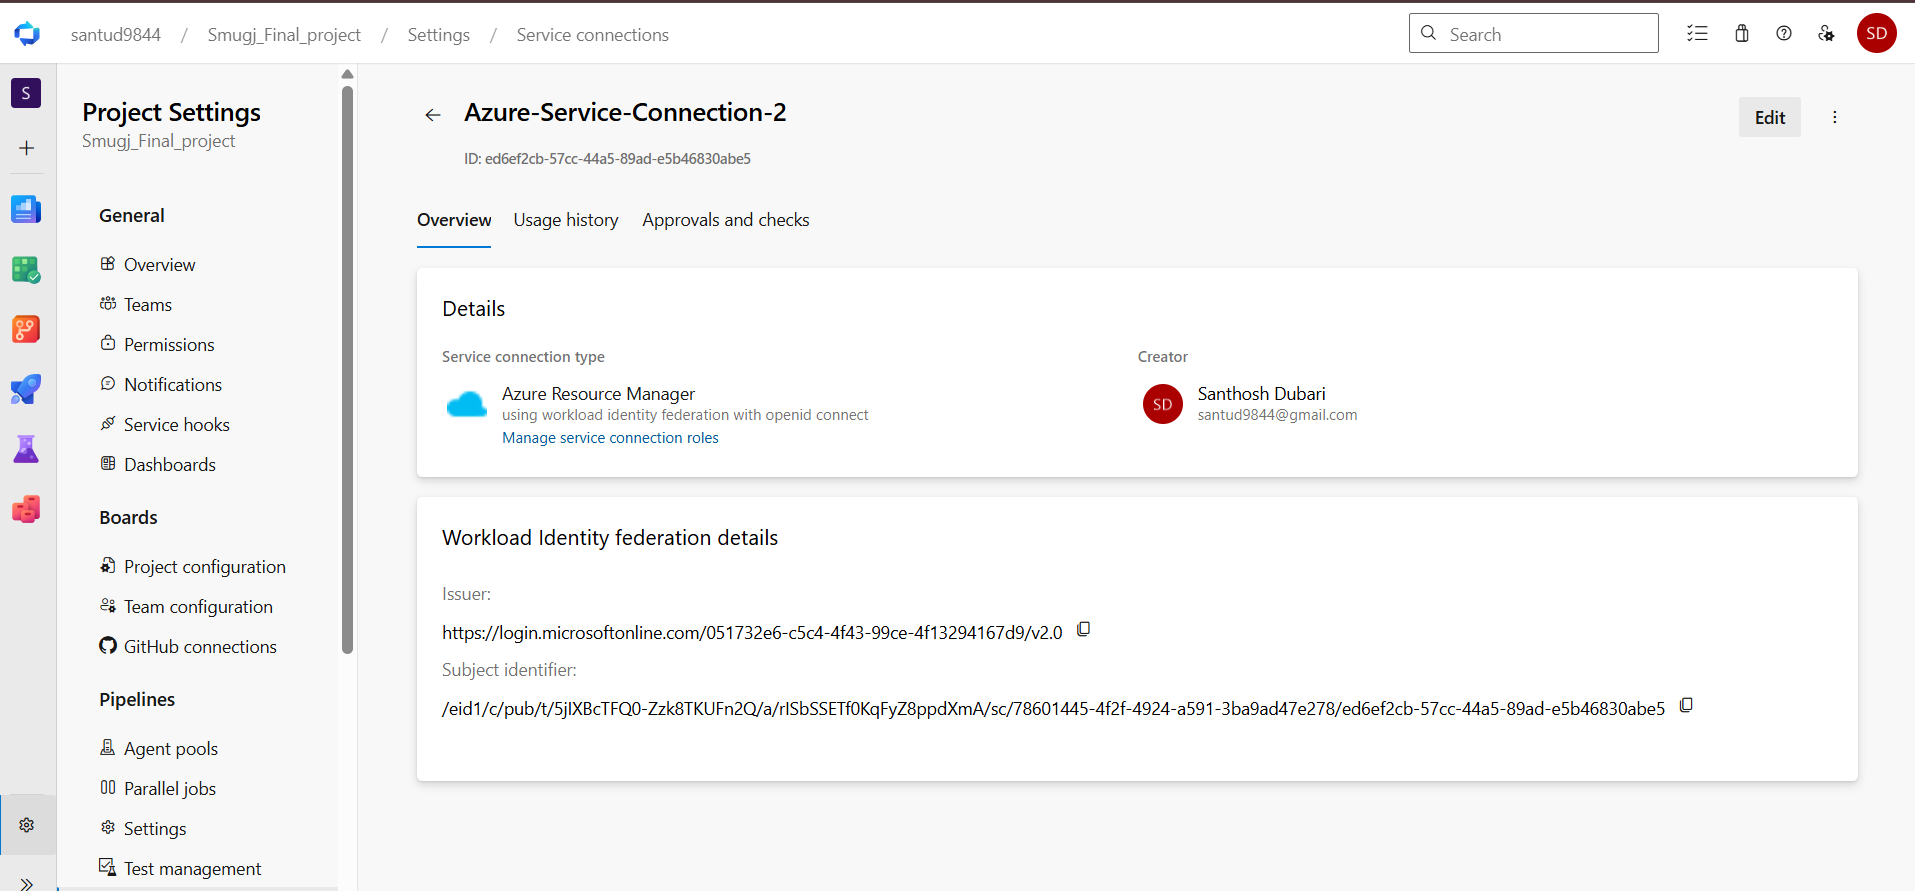 santud9844 / Smugj_Final_project / Settings / Service connections
Search
SD
S
Project Settings
Smugj_Final_project
General
Overview
Teams
Permissions
Notifications
Service hooks
Dashboards
Boards
Project configuration
Team configuration
GitHub connections
Pipelines
Agent pools
Parallel jobs
Settings
Test management
Azure-Service-Connection-2
ID: ed6ef2cb-57cc-44a5-89ad-e5b46830abe5
Edit
Overview
Usage history
Approvals and checks
Details
Service connection type
Azure Resource Manager
using workload identity federation with openid connect
Manage service connection roles
Creator
SD
Santhosh Dubari
santud9844@gmail.com
Workload Identity federation details
Issuer:
https://login.microsoftonline.com/051732e6-c5c4-4f43-99ce-4f13294167d9/v2.0
Subject identifier:
/eid1/c/pub/t/5jIXBcTFQ0-Zzk8TKUFn2Q/a/rISbSSETf0KqFyZ8ppdXmA/sc/78601445-4f2f-4924-a591-3ba9ad47e278/ed6ef2cb-57cc-44a5-89ad-e5b46830abe5